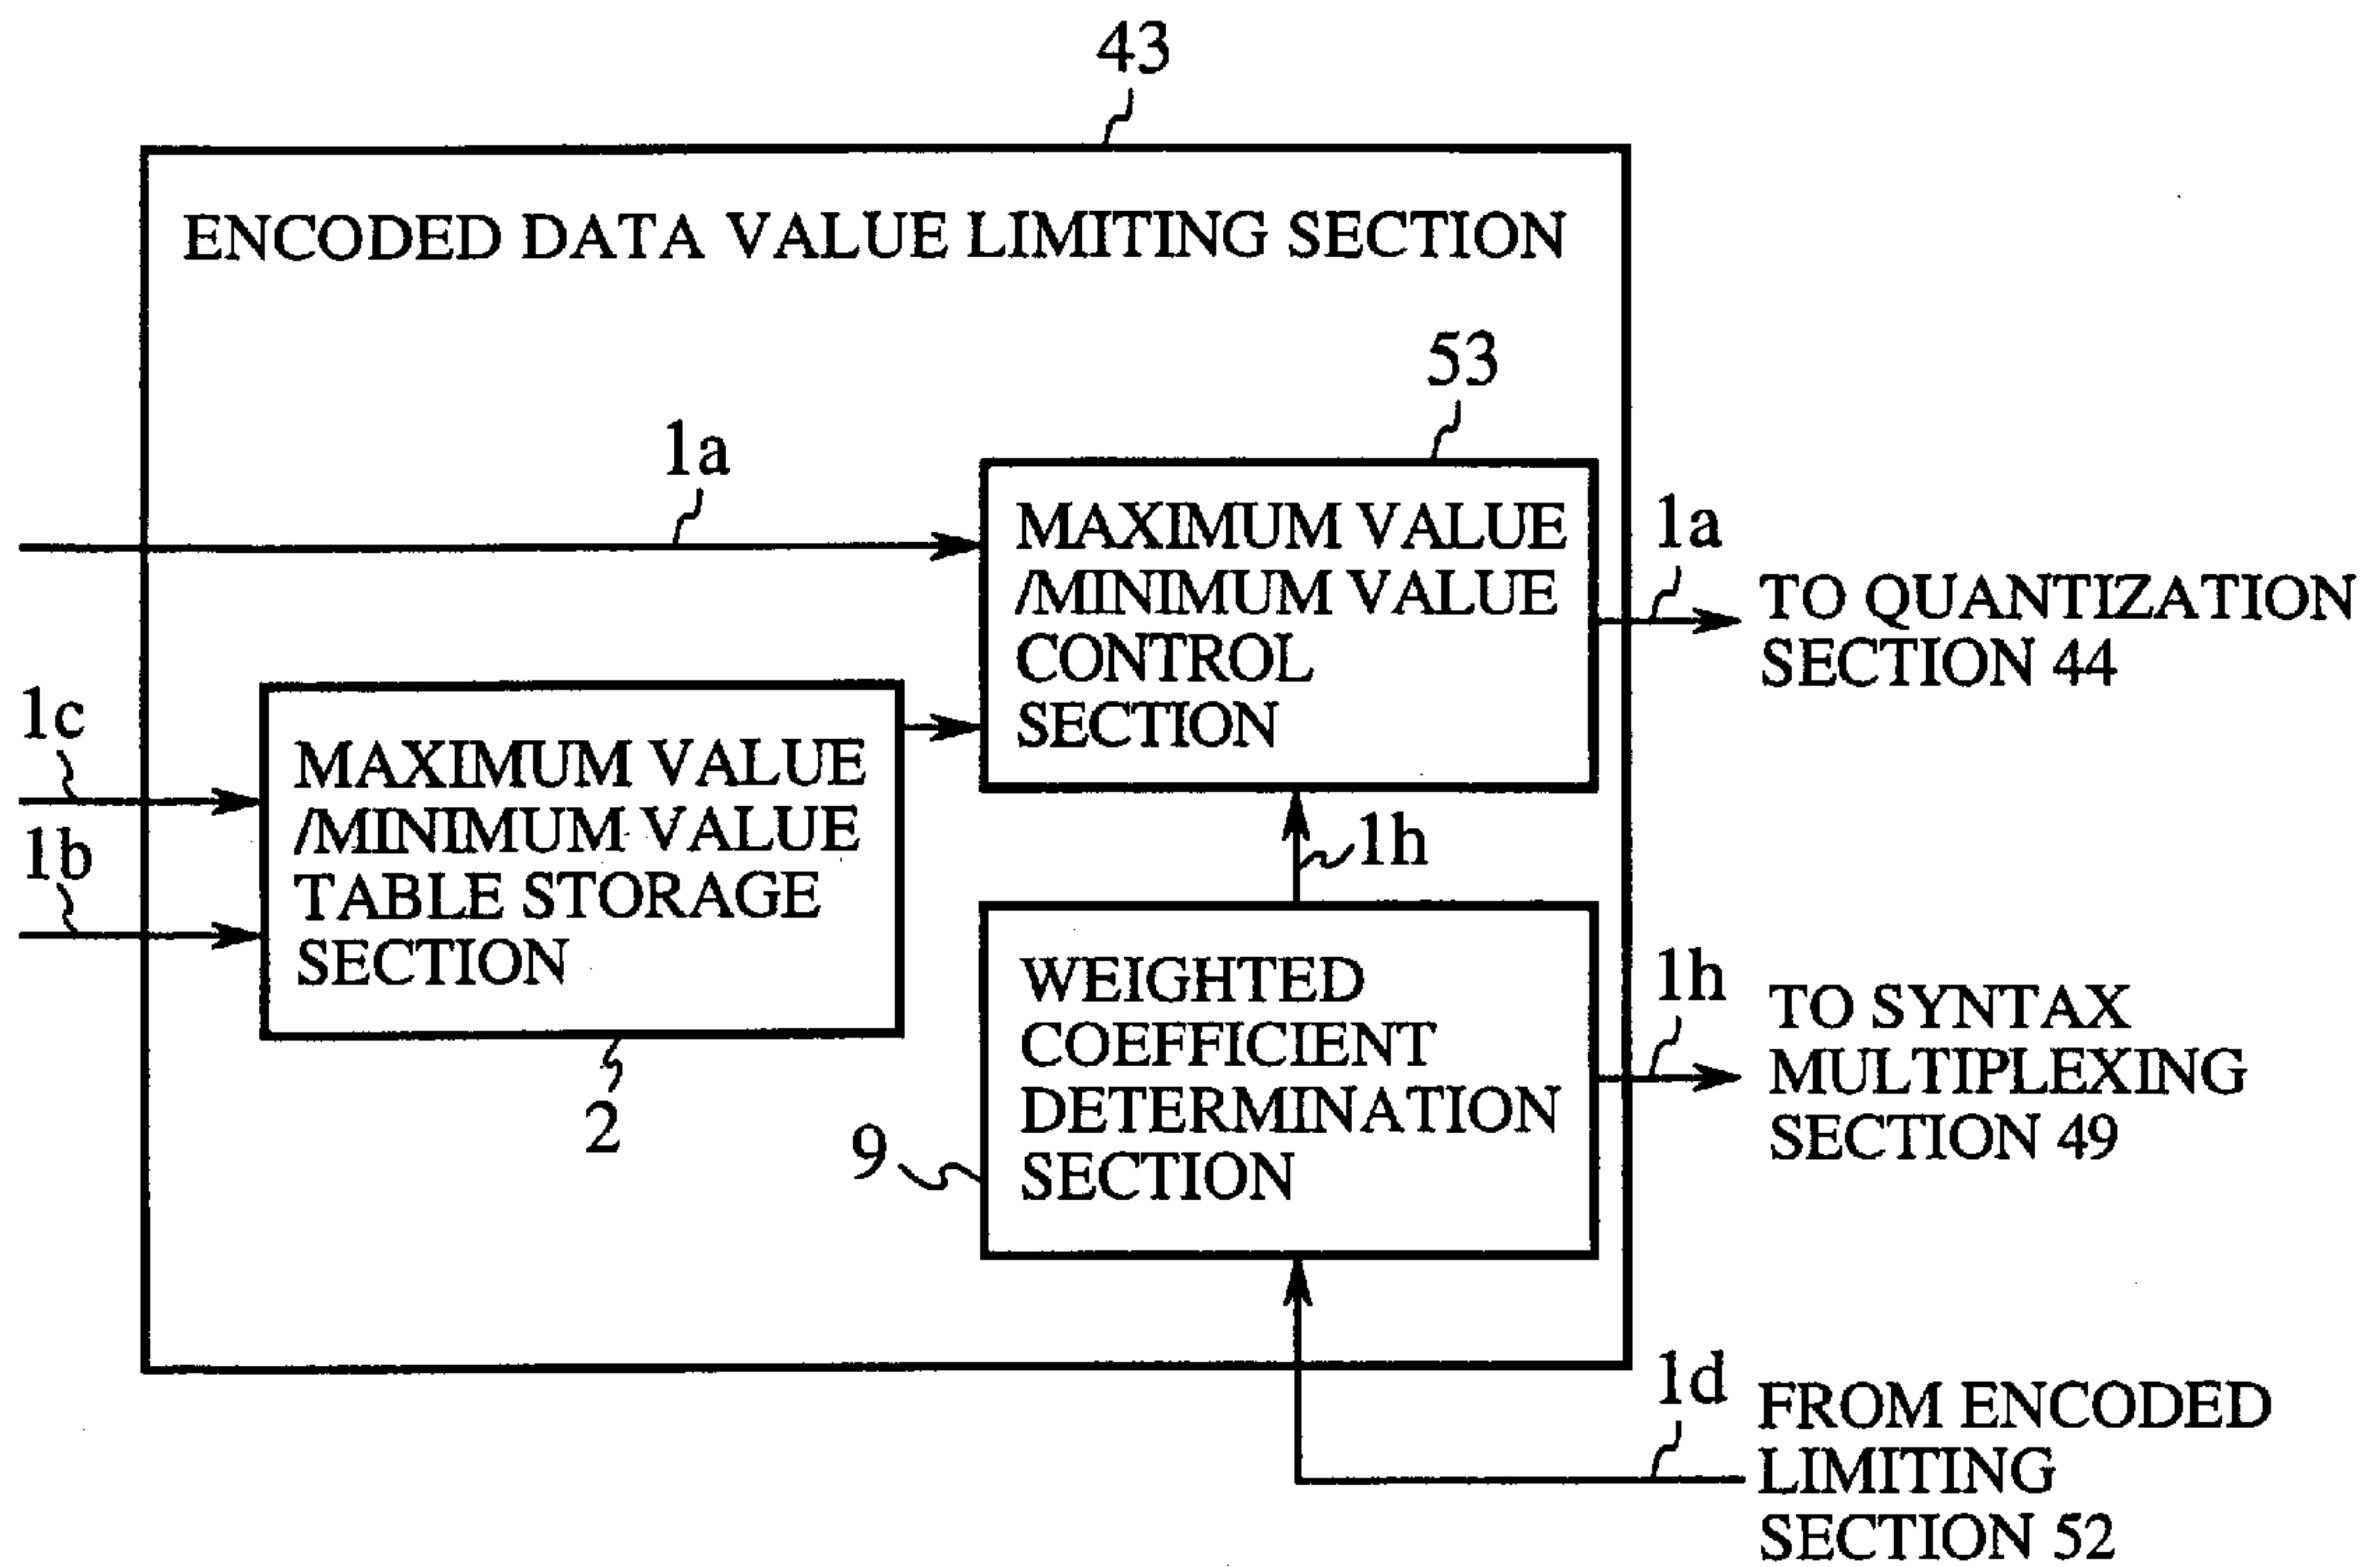 43
ENCODED DATA VALUE LIMITING SECTION
53
1a
MAXIMUM VALUE
/MINIMUM VALUE
CONTROL
SECTION
1a
TO QUANTIZATION
SECTION 44
1c
1b
MAXIMUM VALUE
/MINIMUM VALUE
TABLE STORAGE
SECTION
2
1h
9
WEIGHTED
COEFFICIENT
DETERMINATION
SECTION
1h
TO SYNTAX
MULTIPLEXING
SECTION 49
1d
FROM ENCODED
LIMITING
SECTION 52